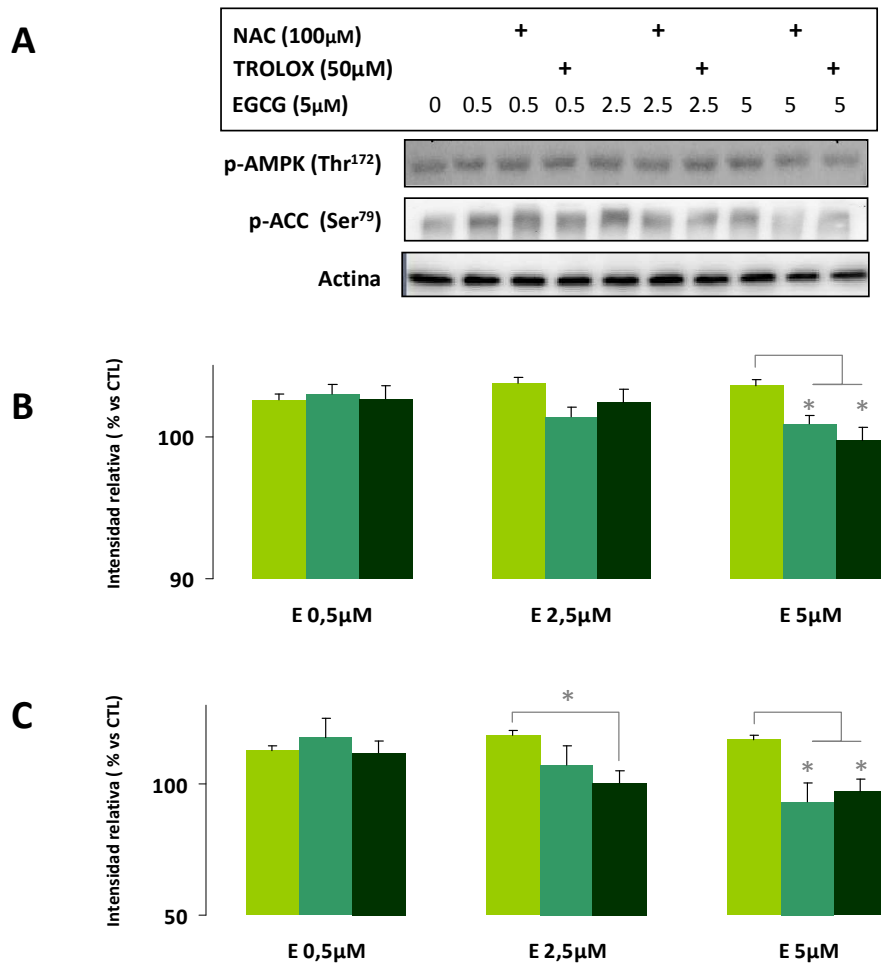 A
NAC (100µM) + + +
TROLOX (50µM) + + +
EGCG (5µM) 0 0.5 0.5 0.5 2.5 2.5 2.5 5 5 5
p-AMPK (Thr¹⁷²)
p-ACC (Ser⁷⁹)
Actina
B
Intensidad relativa ( % vs CTL)
100
90
* *
E 0,5µM E 2,5µM E 5µM
C
Intensidad relativa ( % vs CTL)
100
50
*
* *
E 0,5µM E 2,5µM E 5µM